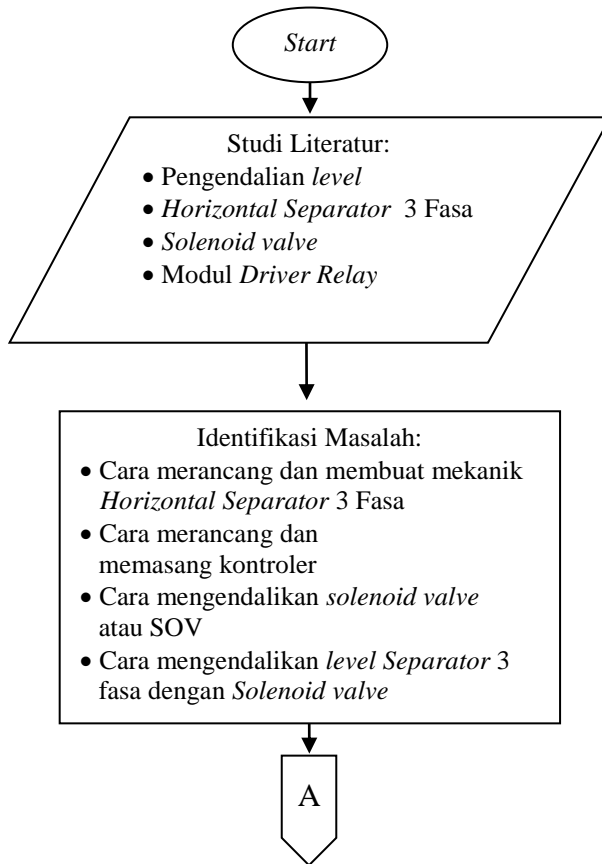 Start
Studi Literatur:
• Pengendalian level
• Horizontal Separator 3 Fasa
• Solenoid valve
• Modul Driver Relay
Identifikasi Masalah:
• Cara merancang dan membuat mekanik
Horizontal Separator 3 Fasa
• Cara merancang dan
memasang kontroler
• Cara mengendalikan solenoid valve
atau SOV
• Cara mengendalikan level Separator 3
fasa dengan Solenoid valve
A